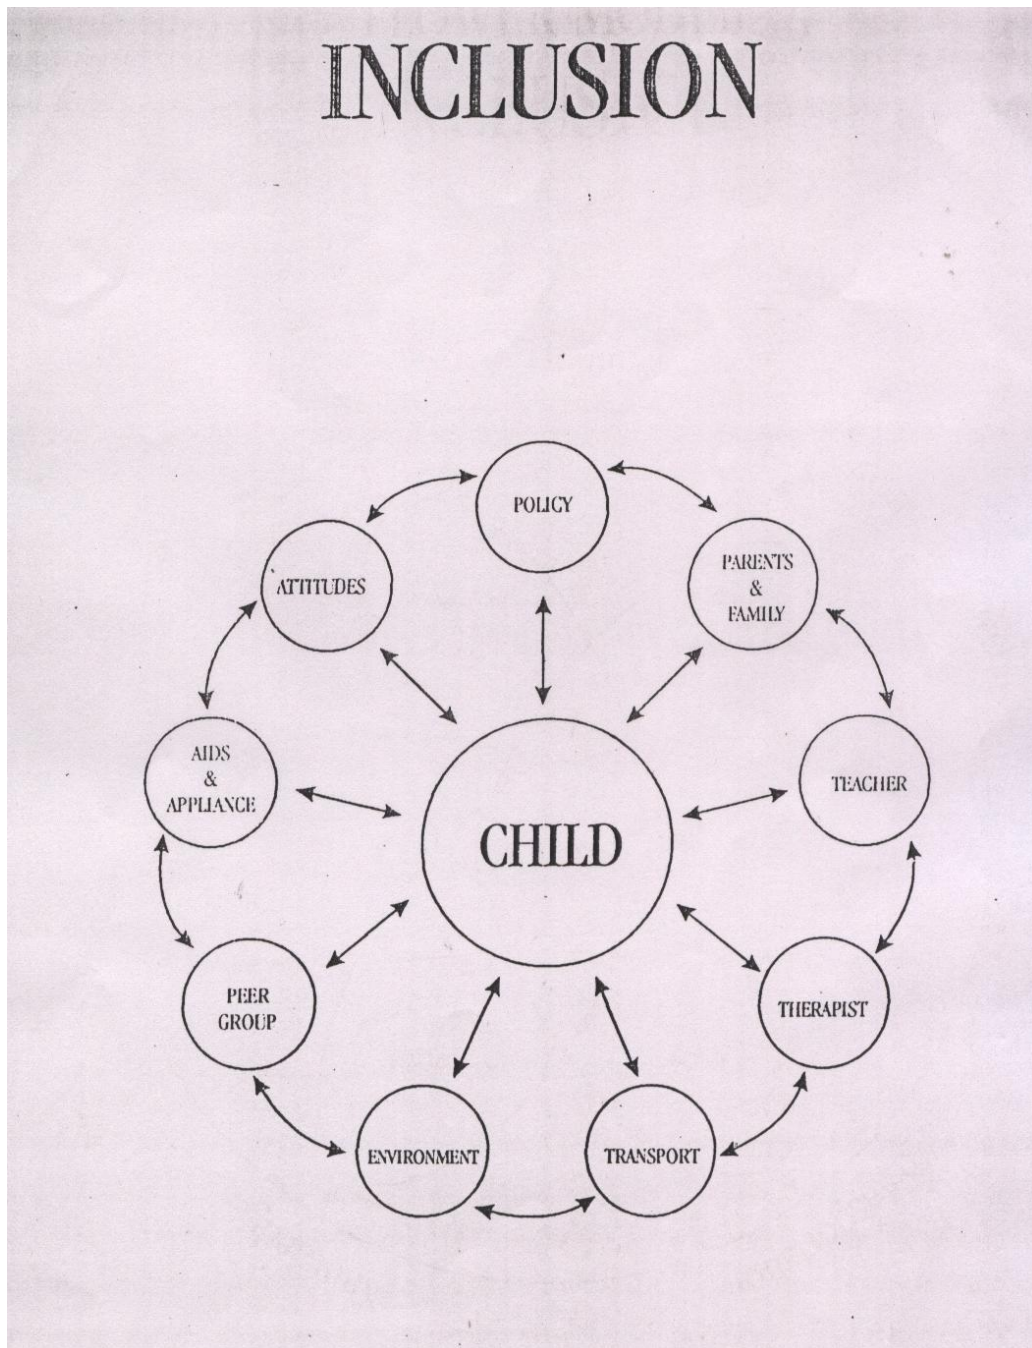 INCLUSION
POLICY
PARENTS
&
FAMILY
ATTITUDES
AIDS
&
APPLIANCE
TEACHER
CHILD
PEER
GROUP
THERAPIST
ENVIRONMENT
TRANSPORT